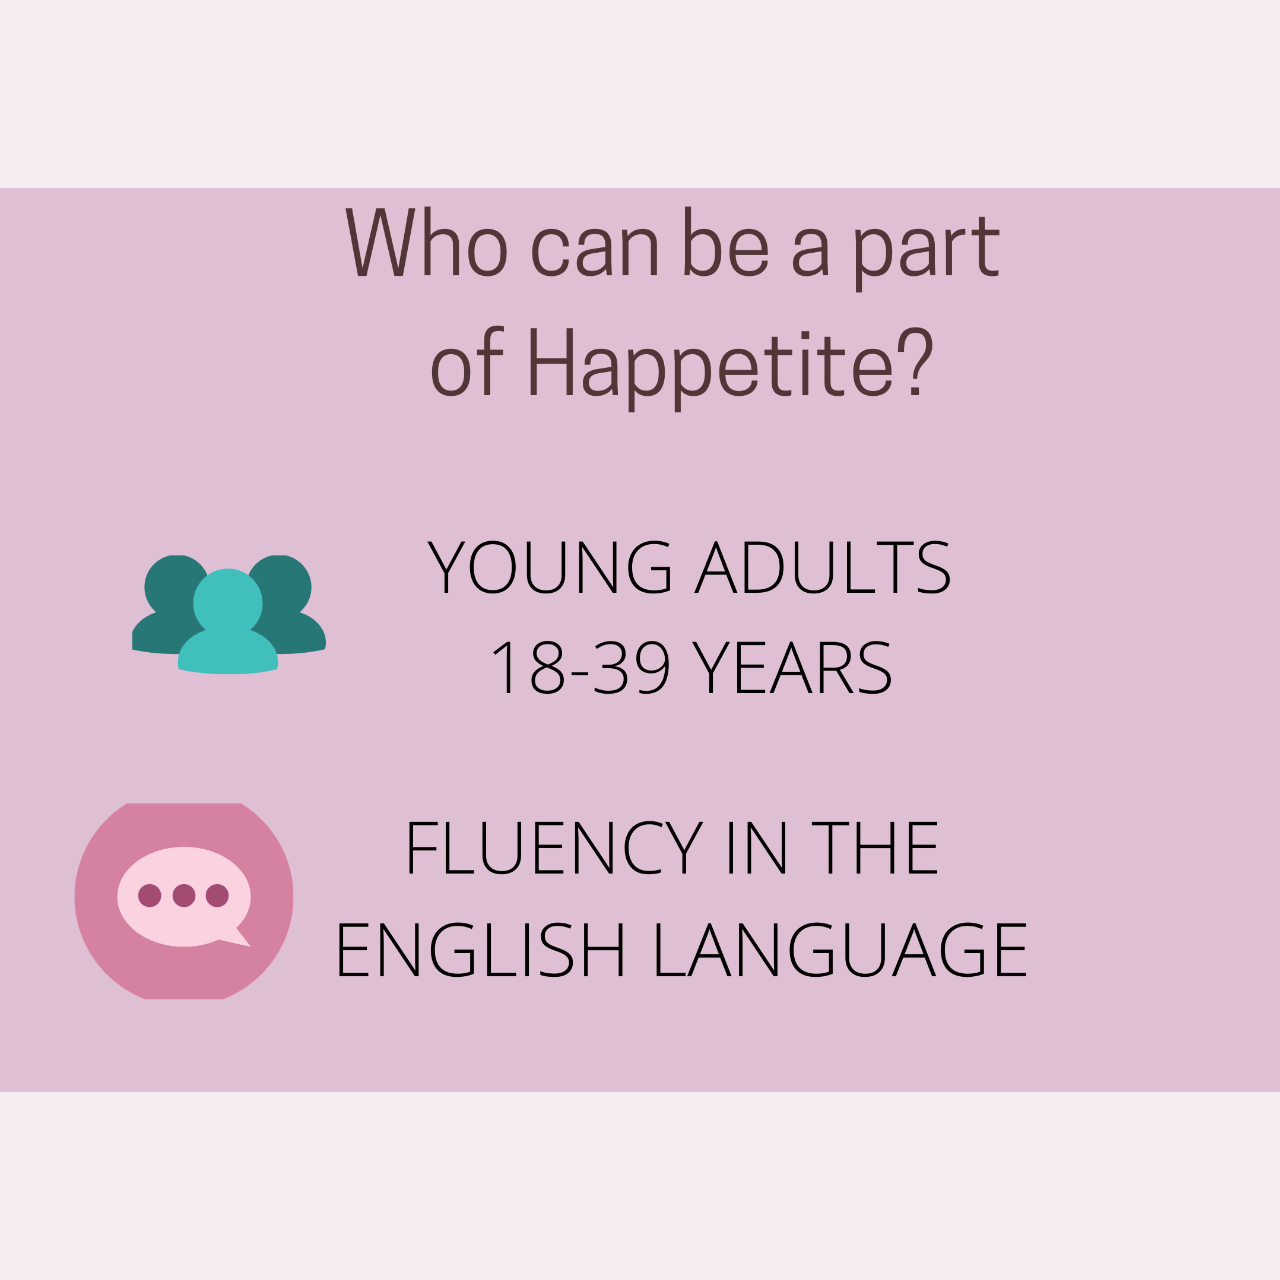 Who can be a part
of Happetite?
YOUNG ADULTS
18-39 YEARS
FLUENCY IN THE
ENGLISH LANGUAGE